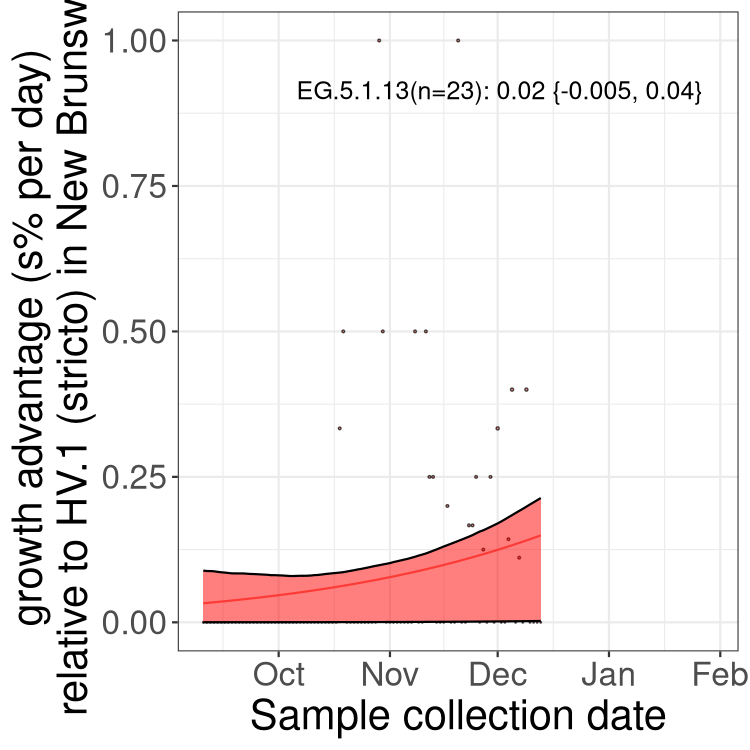 growth advantage (s% per day)
relative to HV.1 (stricto) in New Brunsw
1.00
0.75
0.50
0.25
0.00
EG.5.1.13(n=23): 0.02 {-0.005, 0.04}
Oct Nov Dec Jan Feb
Sample collection date